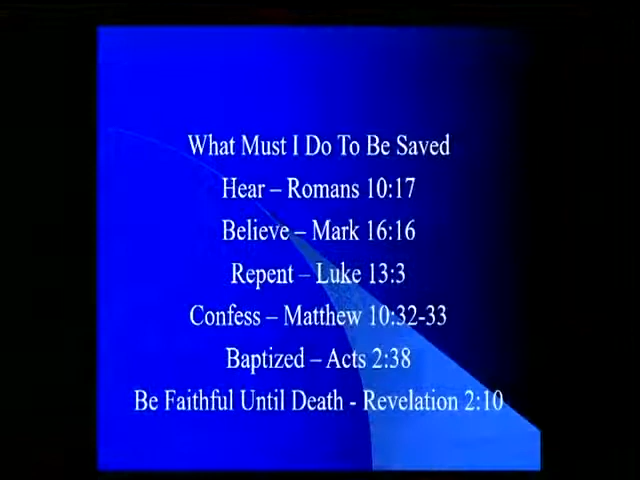 What Must I Do To Be Saved
Hear – Romans 10:17
Believe – Mark 16:16
Repent – Luke 13:3
Confess – Matthew 10:32-33
Baptized – Acts 2:38
Be Faithful Until Death - Revelation 2:10